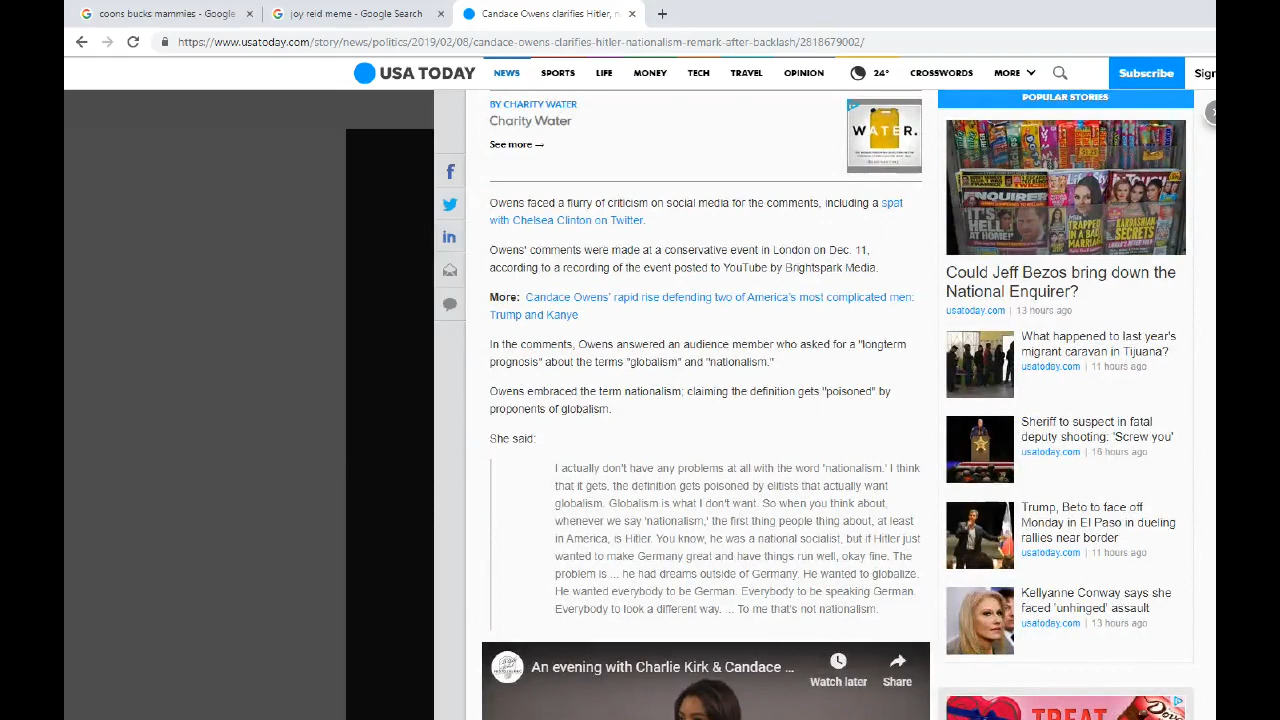 coons bucks mammies - Google
joy reid meme - Google Search
Candace Owens clarifies Hitler, n
https://www.usatoday.com/story/news/politics/2019/02/08/candace-owens-clarifies-hitler-nationalism-remark-after-backlash/2818679002/
USA TODAY
NEWS SPORTS LIFE MONEY TECH TRAVEL OPINION 24° CROSSWORDS MORE Subscribe Sign
BY CHARITY WATER
Charity Water
See more →
WATER.
Owens faced a flurry of criticism on social media for the comments, including a spat
with Chelsea Clinton on Twitter.
Owens' comments were made at a conservative event in London on Dec. 11,
according to a recording of the event posted to YouTube by Brightspark Media.
More: Candace Owens' rapid rise defending two of America's most complicated men:
Trump and Kanye
In the comments, Owens answered an audience member who asked for a "longterm
prognosis" about the terms "globalism" and "nationalism."
Owens embraced the term nationalism; claiming the definition gets "poisoned" by
proponents of globalism.
She said:
I actually don't have any problems at all with the word 'nationalism.' I think
that it gets, the definition gets poisoned by elitists that actually want
globalism. Globalism is what I don't want. So when you think about,
whenever we say 'nationalism,' the first thing people thing about, at least
in America, is Hitler. You know, he was a national socialist, but if Hitler just
wanted to make Germany great and have things run well, okay fine. The
problem is ... he had dreams outside of Germany. He wanted to globalize.
He wanted everybody to be German. Everybody to be speaking German.
Everybody to look a different way. ... To me that's not nationalism.
An evening with Charlie Kirk & Candace ...
Watch later
Share
POPULAR STORIES
ENQUIRER
IT'S HELL AT HOME!
TRAPPED IN A BAD MARRIAGE
KARDASHIAN SECRETS
Could Jeff Bezos bring down the
National Enquirer?
usatoday.com | 13 hours ago
What happened to last year's
migrant caravan in Tijuana?
usatoday.com | 11 hours ago
Sheriff to suspect in fatal
deputy shooting: 'Screw you'
usatoday.com | 16 hours ago
Trump, Beto to face off
Monday in El Paso in dueling
rallies near border
usatoday.com | 11 hours ago
Kellyanne Conway says she
faced 'unhinged' assault
usatoday.com | 13 hours ago
TREAT
Dove